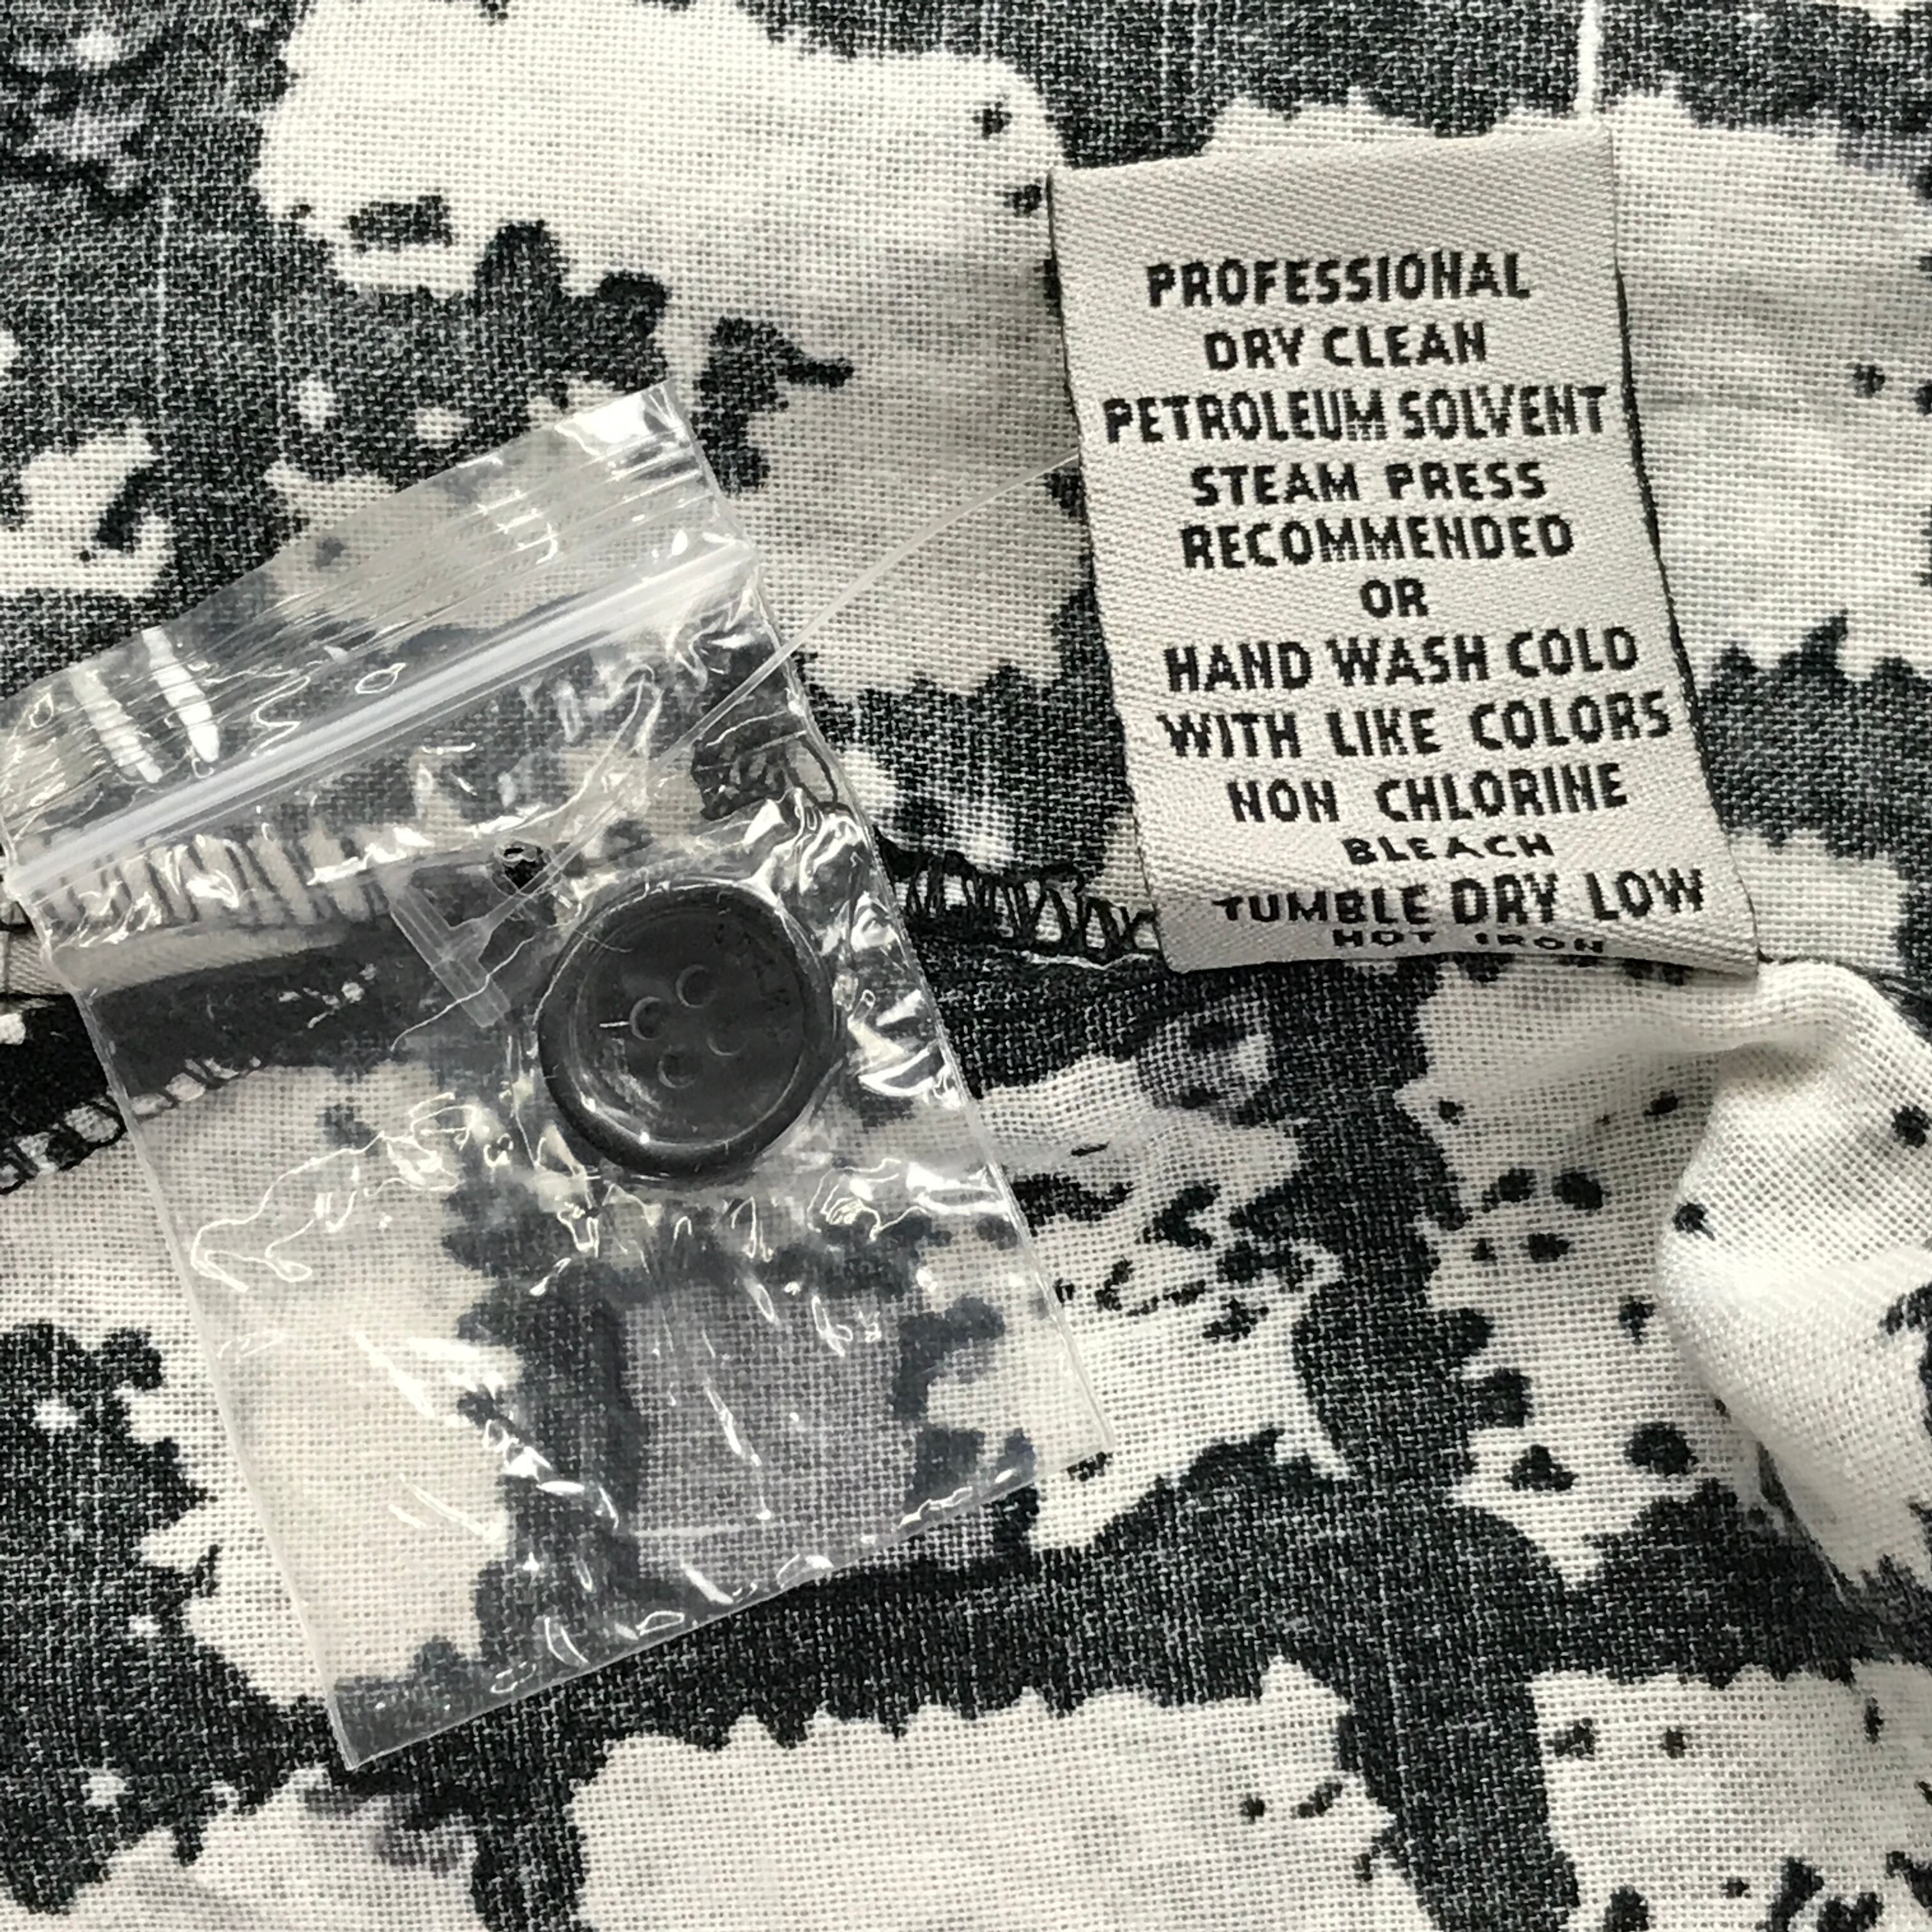 PROFESSIONAL
DRY CLEAN
PETROLEUM SOLVENT
STEAM PRESS
RECOMMENDED
OR
HAND WASH COLD
WITH LIKE COLORS
NON CHLORINE
BLEACH
TUMBLE DRY LOW
HOT IRON